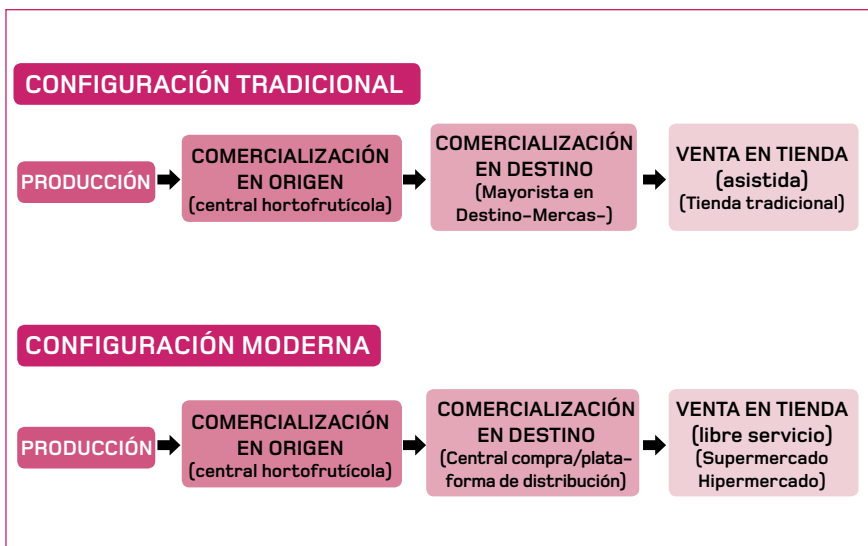 CONFIGURACIÓN TRADICIONAL
PRODUCCIÓN
COMERCIALIZACIÓN
EN ORIGEN
(central hortofrutícola)
COMERCIALIZACIÓN
EN DESTINO
(Mayorista en
Destino-Mercas-)
VENTA EN TIENDA
(asistida)
(Tienda tradicional)
CONFIGURACIÓN MODERNA
PRODUCCIÓN
COMERCIALIZACIÓN
EN ORIGEN
(central hortofrutícola)
COMERCIALIZACIÓN
EN DESTINO
(Central compra/plata-
forma de distribución)
VENTA EN TIENDA
(libre servicio)
(Supermercado
Hipermercado)